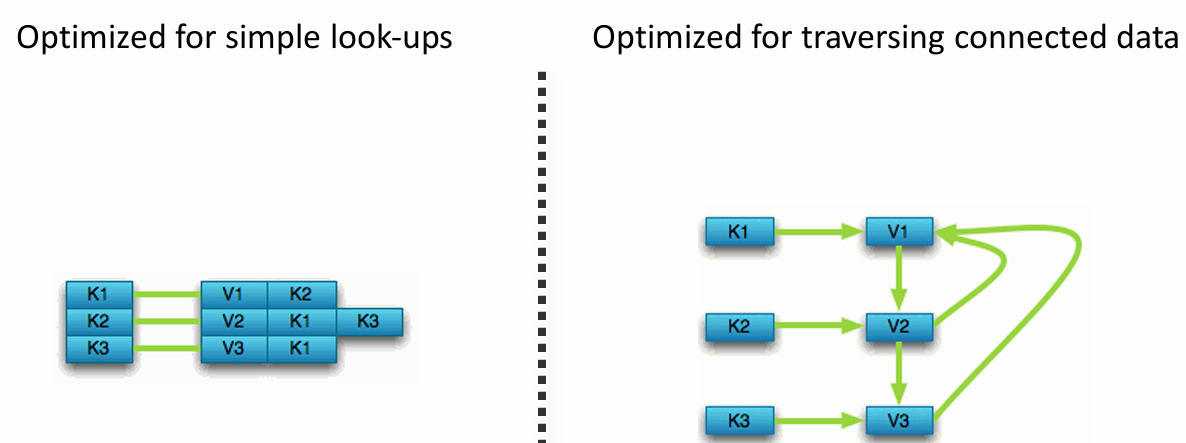 Optimized for simple look-ups
Optimized for traversing connected data
K1 V1 K2
K2 V2 K1 K3
K3 V3 K1
K1 V1
K2 V2
K3 V3